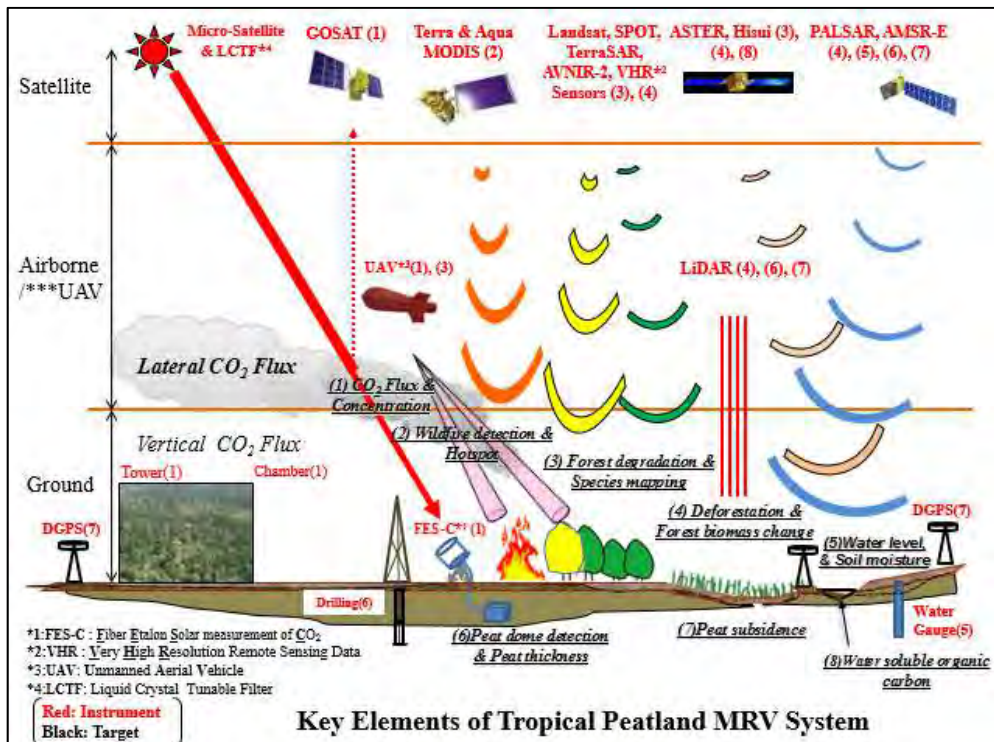 Micro-Satellite
& LCTF*⁴
GOSAT (1)
Terra & Aqua
MODIS (2)
Landsat, SPOT,
TerraSAR,
AVNIR-2, VHR*²
Sensors (3), (4)
ASTER, Hisui (3),
(4), (8)
PALSAR, AMSR-E
(4), (5), (6), (7)
Satellite
Airborne
/***UAV
UAV*³(1), (3)
LiDAR (4), (6), (7)
Lateral CO₂ Flux
(1) CO₂ Flux &
Concentration
(2) Wildfire detection &
Hotspot
Vertical CO₂ Flux
Tower(1)
Chamber(1)
(3) Forest degradation &
Species mapping
Ground
(4) Deforestation &
Forest biomass change
DGPS(7)
FES-C*¹ (1)
(5)Water level,
& Soil moisture
DGPS(7)
Drilling(6)
(6)Peat dome detection
& Peat thickness
(7)Peat subsidence
Water
Gauge(5)
(8)Water soluble organic
carbon
*1:FES-C : Fiber Etalon Solar measurement of CO₂
*2:VHR : Very High Resolution Remote Sensing Data
*3:UAV: Unmanned Aerial Vehicle
*4:LCTF: Liquid Crystal Tunable Filter
Red: Instrument
Black: Target
Key Elements of Tropical Peatland MRV System